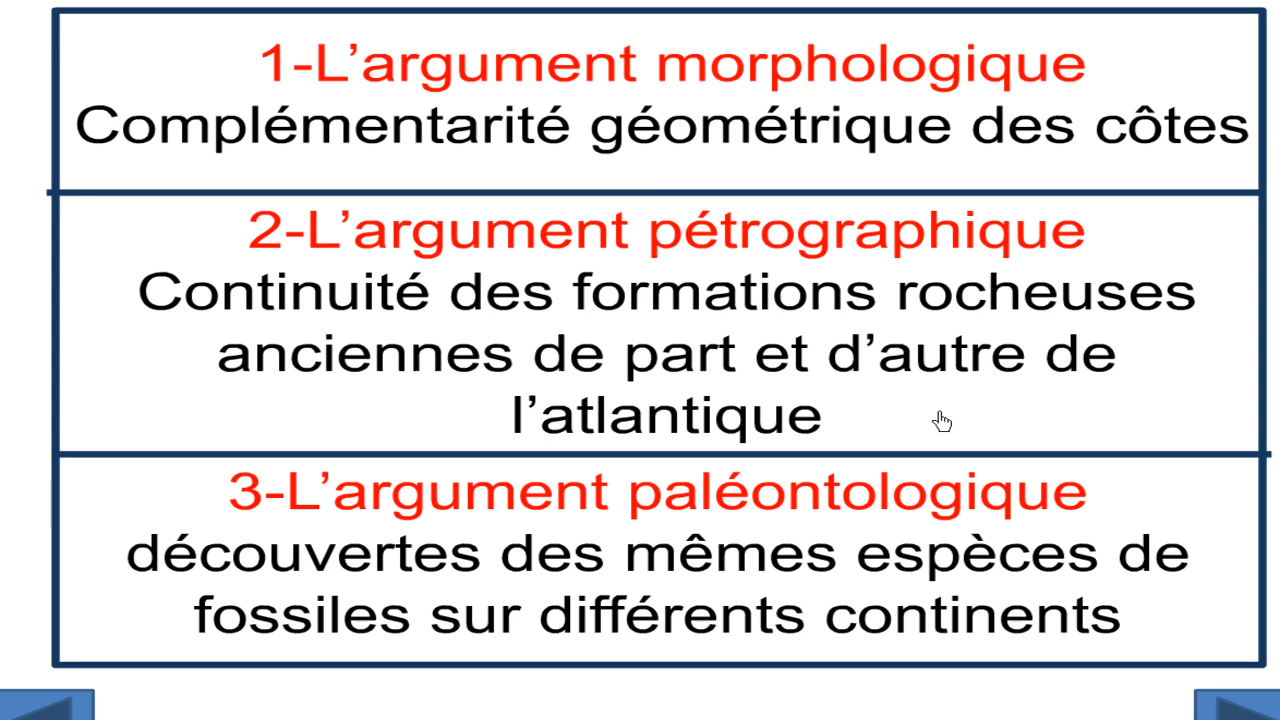 1-L’argument morphologique
Complémentarité géométrique des côtes
2-L’argument pétrographique
Continuité des formations rocheuses
anciennes de part et d’autre de
l’atlantique
3-L’argument paléontologique
découvertes des mêmes espèces de
fossiles sur différents continents